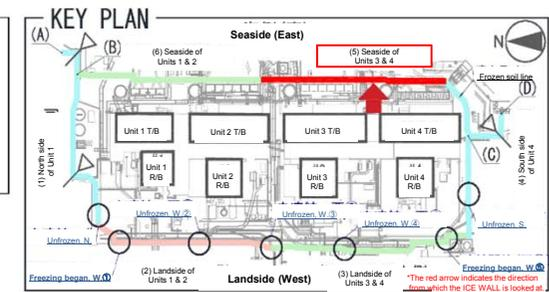 KEY PLAN
(A)
(B)
(6) Seaside of
Units 1 & 2
Seaside (East)
(5) Seaside of
Units 3 & 4
N
Frozen soil line
(D)
(1) North side
of Unit 1
Unit 1 T/B
Unit 2 T/B
Unit 3 T/B
Unit 4 T/B
(C)
(4) South side
of Unit 4
Unit 1
R/B
Unit 2
R/B
Unit 3
R/B
Unit 4
R/B
Unfrozen, W②
Unfrozen, W③
Unfrozen, W④
Unfrozen, S
Unfrozen, N
Freezing began, W①
(2) Landside of
Units 1 & 2
Landside (West)
(3) Landside of
Units 3 & 4
Freezing began, W⑤
*The red arrow indicates the direction
from which the ICE WALL is looked at.